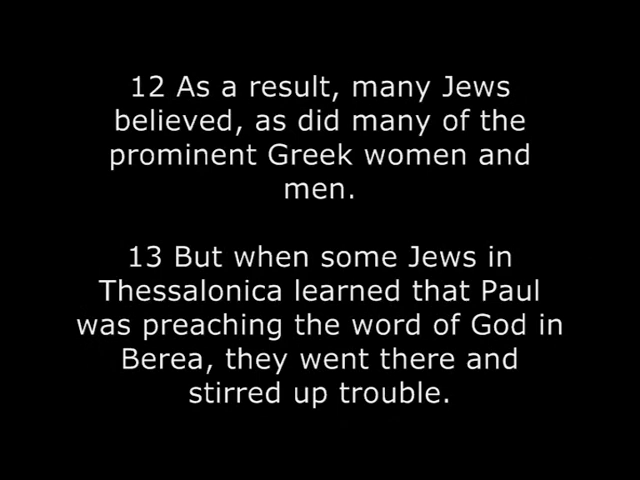 12 As a result, many Jews
believed, as did many of the
prominent Greek women and
men.
13 But when some Jews in
Thessalonica learned that Paul
was preaching the word of God in
Berea, they went there and
stirred up trouble.